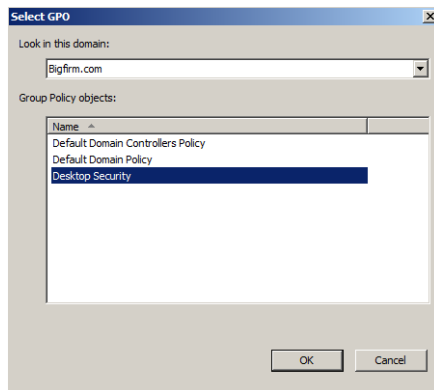 Select GPO
Look in this domain:
Bigfirm.com
Group Policy objects:
Name
Default Domain Controllers Policy
Default Domain Policy
Desktop Security
OK
Cancel